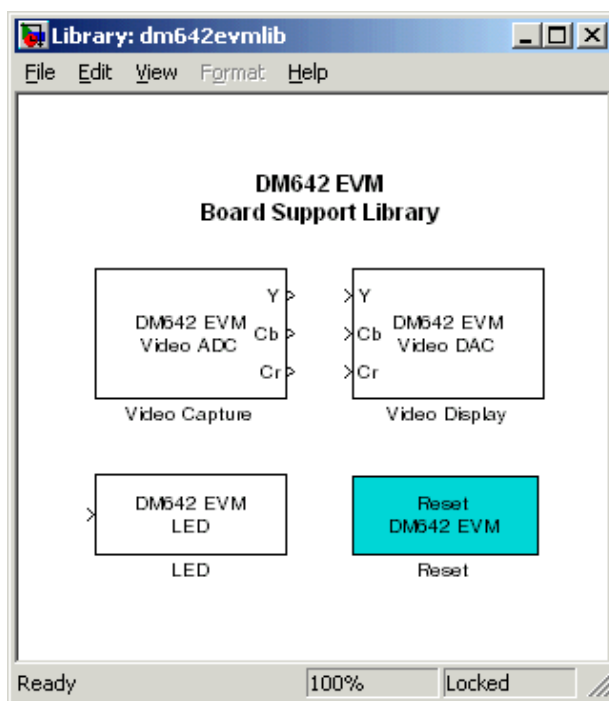 Library: dm642evmlib
File Edit View Format Help
DM642 EVM
Board Support Library
Y
Cb
Cr
DM642 EVM
Video ADC
Video Capture
Y
Cb
Cr
DM642 EVM
Video DAC
Video Display
DM642 EVM
LED
LED
Reset
DM642 EVM
Reset
Ready 100% Locked